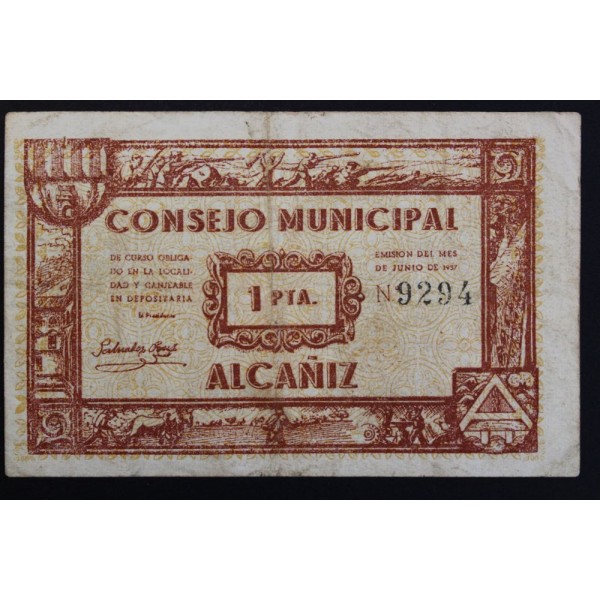 CONSEJO MUNICIPAL
DE CURSO OBLIGA-
DO EN LA LOCALI-
DAD Y CANJEABLE
EN DEPOSITARIA
EMISION DEL MES
DE JUNIO DE 1937
N9294
1 PTA.
ALCAÑIZ